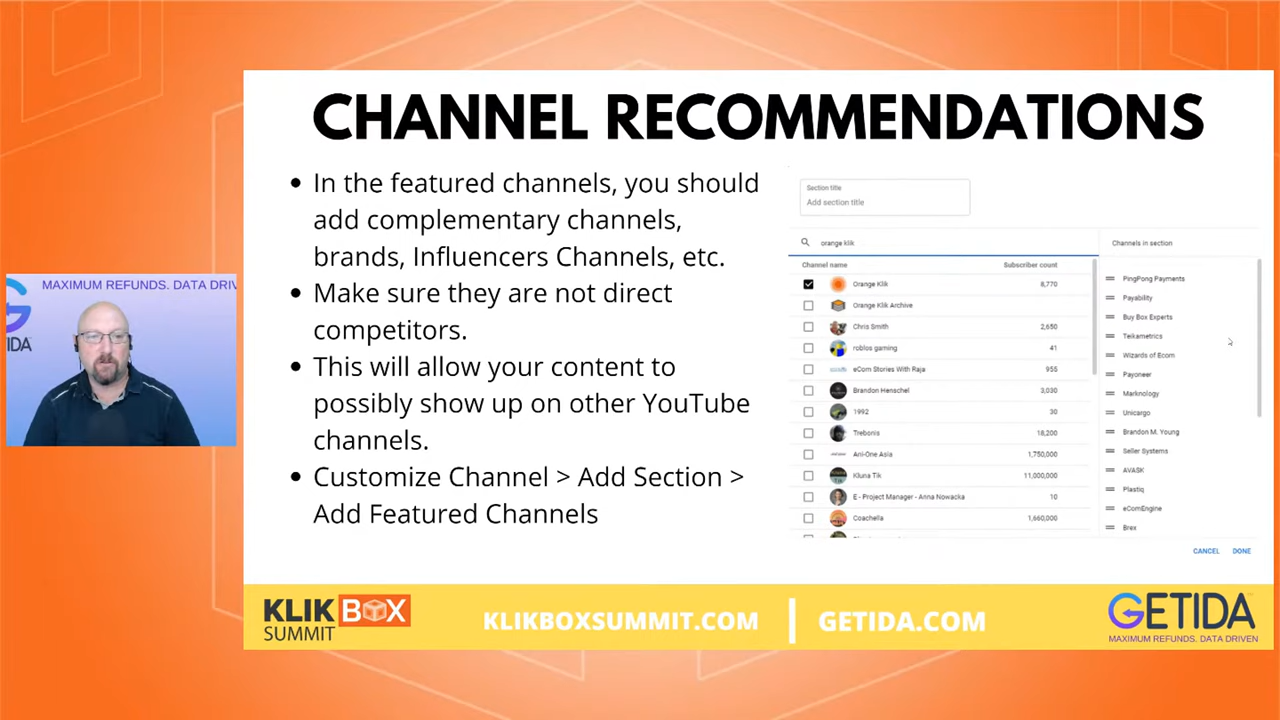 CHANNEL RECOMMENDATIONS
In the featured channels, you should
add complementary channels,
brands, Influencers Channels, etc.
Make sure they are not direct
competitors.
This will allow your content to
possibly show up on other YouTube
channels.
Customize Channel > Add Section >
Add Featured Channels
Section title
Add section title
orange klik
Channel name Subscriber count
Orange Klik 8,770
Orange Klik Archive
Chris Smith 2,650
roblos gaming 41
eCom Stories With Raja 955
Brandon Henschel 3,030
1992 30
Trebonis 18,200
Ani-One Asia 1,750,000
Kluna Tik 11,000,000
E - Project Manager - Anna Nowacka 10
Coachella 1,660,000
Channels in section
PingPong Payments
Payability
Buy Box Experts
Teikametrics
Wizards of Ecom
Payoneer
Marknology
Unicargo
Brandon M. Young
Seller Systems
AVASK
Plastiq
eComEngine
Brex
CANCEL DONE
MAXIMUM REFUNDS. DATA DRIV
G
IDA
KLIK BOX
SUMMIT
KLIKBOXSUMMIT.COM | GETIDA.COM
GETIDA
MAXIMUM REFUNDS. DATA DRIVEN